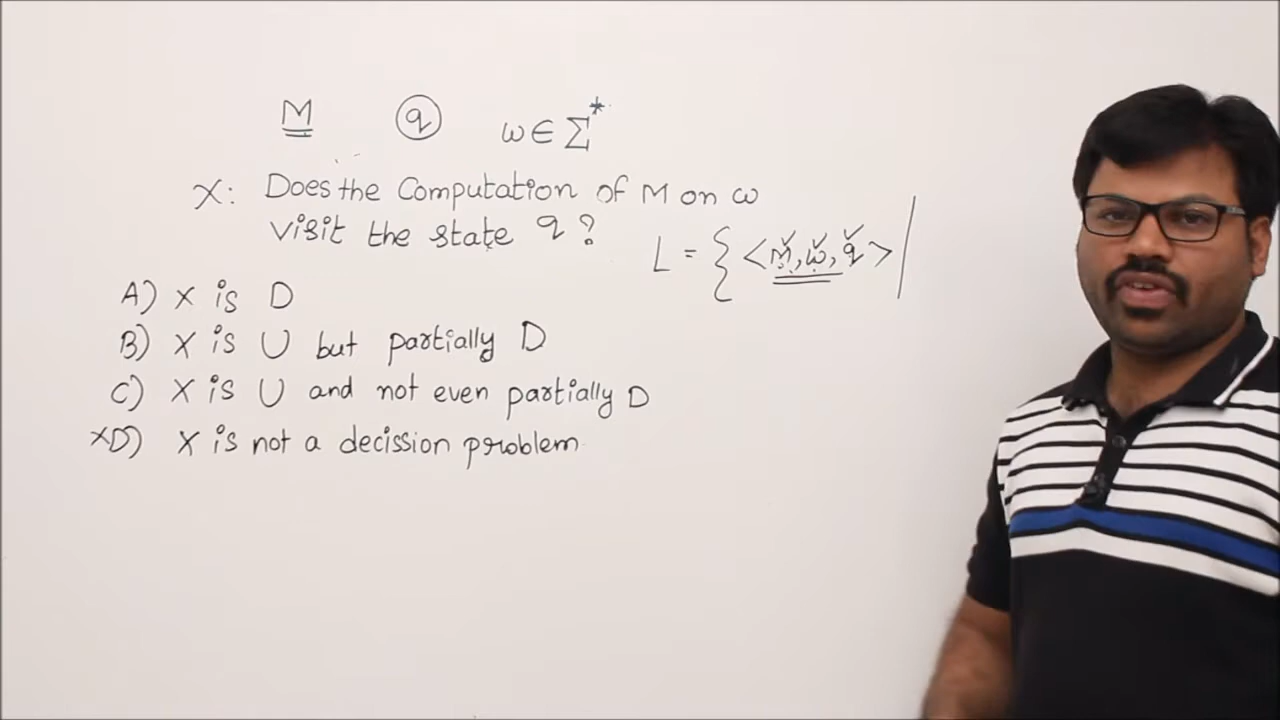 M q ω ∈ Σ*
X: Does the Computation of M on ω
visit the state q?
L = { <M, ω, q> |
A) X is D
B) X is U but partially D
C) X is U and not even partially D
XD) X is not a decission problem